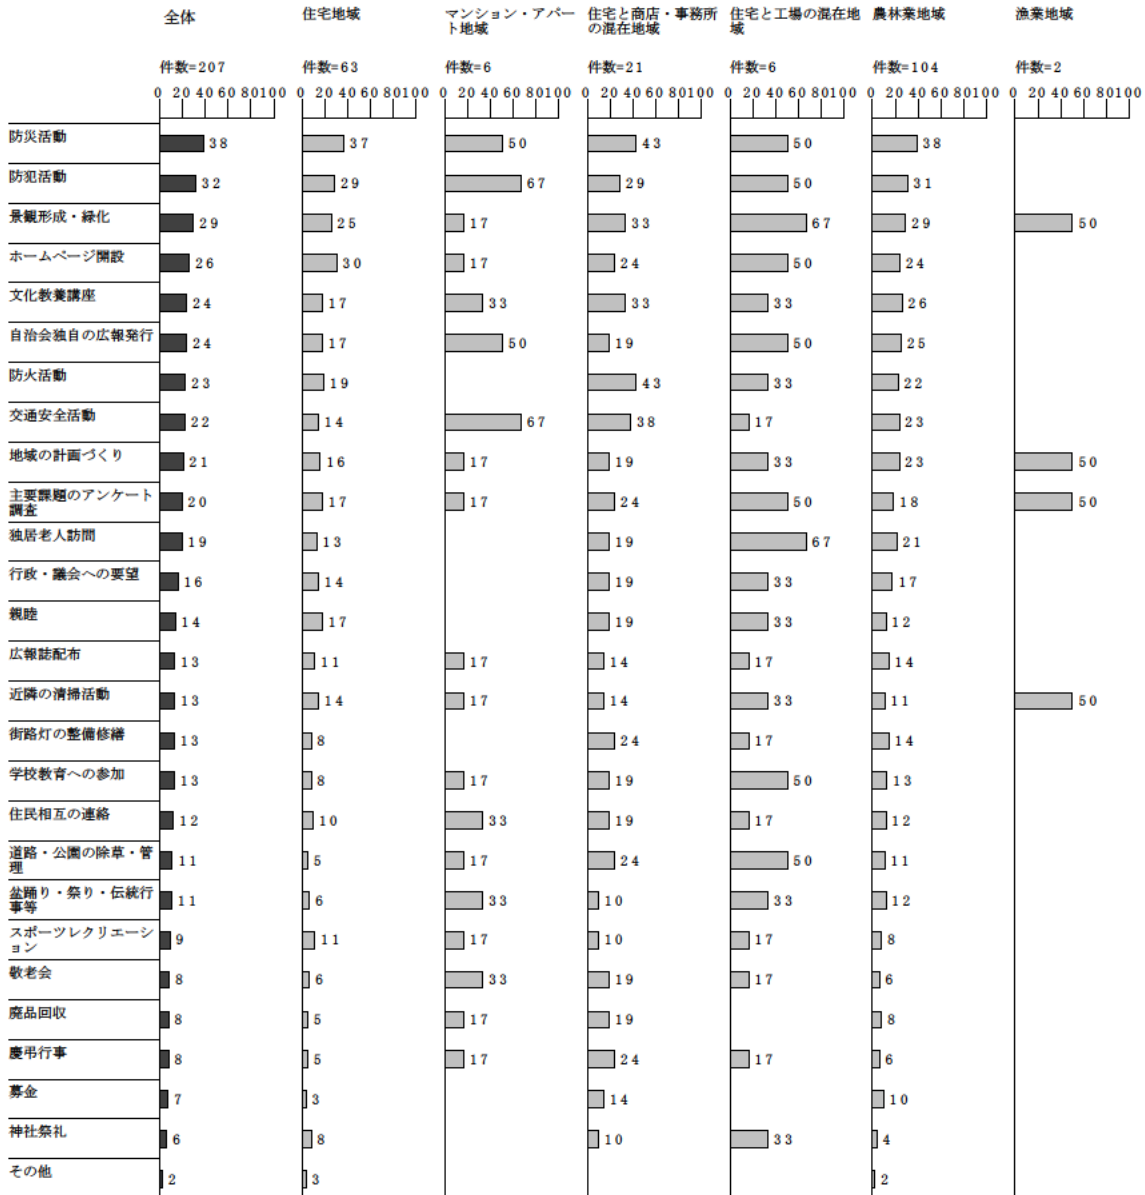 全体 住宅地域 マンション・アパート地域 住宅と商店・事務所の混在地域 住宅と工場の混在地域 農林業地域 漁業地域
件数=207 件数=63 件数=6 件数=21 件数=6 件数=104 件数=2
0 20 40 60 80 100 0 20 40 60 80 100 0 20 40 60 80 100 0 20 40 60 80 100 0 20 40 60 80 100 0 20 40 60 80 100 0 20 40 60 80 100
防災活動 38 37 50 43 50 38
防犯活動 32 29 67 29 50 31
景観形成・緑化 29 25 17 33 67 29 50
ホームページ開設 26 30 17 24 50 24
文化教養講座 24 17 33 33 33 26
自治会独自の広報発行 24 17 50 19 50 25
防火活動 23 19 43 33 22
交通安全活動 22 14 67 38 17 23
地域の計画づくり 21 16 17 19 33 23 50
主要課題のアンケート調査 20 17 17 24 50 18 50
独居老人訪問 19 13 19 67 21
行政・議会への要望 16 14 19 33 17
親睦 14 17 19 33 12
広報誌配布 13 11 17 14 17 14
近隣の清掃活動 13 14 17 14 33 11 50
街路灯の整備修繕 13 8 24 17 14
学校教育への参加 13 8 17 19 50 13
住民相互の連絡 12 10 33 19 17 12
道路・公園の除草・管理 11 5 17 24 50 11
盆踊り・祭り・伝統行事等 11 6 33 10 33 12
スポーツレクリエーション 9 11 17 10 17 8
敬老会 8 6 33 19 17 6
廃品回収 8 5 17 19 8
慶弔行事 8 5 17 24 17 6
募金 7 3 14 10
神社祭礼 6 8 10 33 4
その他 2 3 2